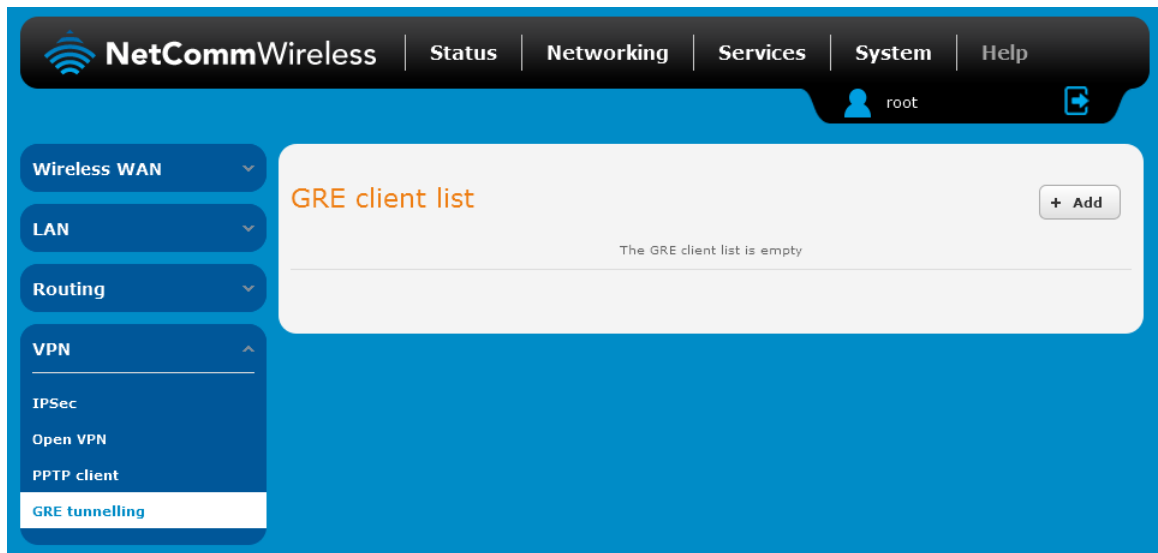 NetCommWireless Status Networking Services System Help
root
Wireless WAN
LAN
Routing
VPN
IPSec
Open VPN
PPTP client
GRE tunnelling
GRE client list
+ Add
The GRE client list is empty